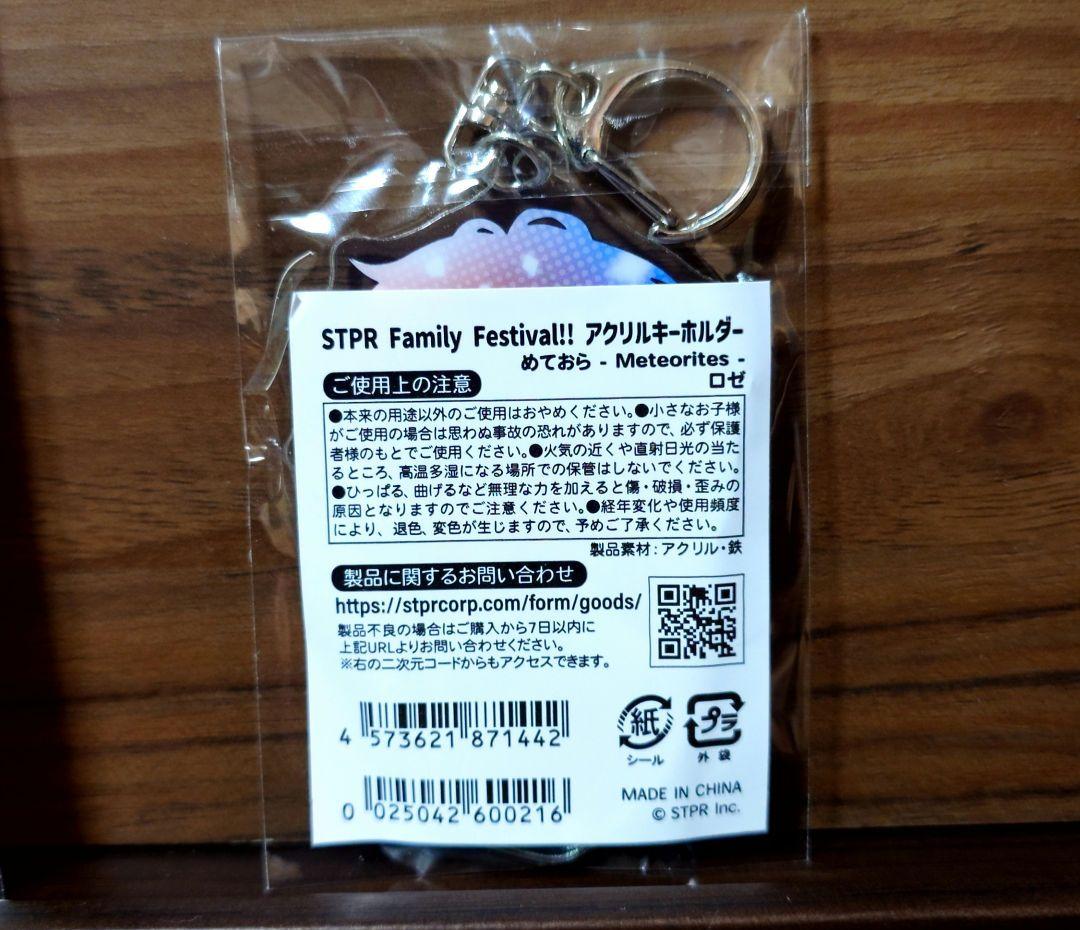 STPR Family Festival!! アクリルキーホルダー
めておら - Meteorites -
ロゼ
ご使用上の注意
●本来の用途以外のご使用はおやめください。●小さなお子様
がご使用の場合は思わぬ事故の恐れがありますので、必ず保護
者様のもとでご使用ください。●火気の近くや直射日光の当た
るところ、高温多湿になる場所での保管はしないでください。
●ひっぱる、曲げるなど無理な力を加えると傷・破損・歪みの
原因となりますのでご注意ください。●経年変化や使用頻度
により、退色、変色が生じますので、予めご了承ください。
製品素材：アクリル・鉄
製品に関するお問い合わせ
https://stprcorp.com/form/goods/
製品不良の場合はご購入から7日以内に
上記URLよりお問い合わせください。
※右の二次元コードからもアクセスできます。
4 573621 871442
紙
シール
プラ
外袋
0 025042 600216
MADE IN CHINA
© STPR Inc.